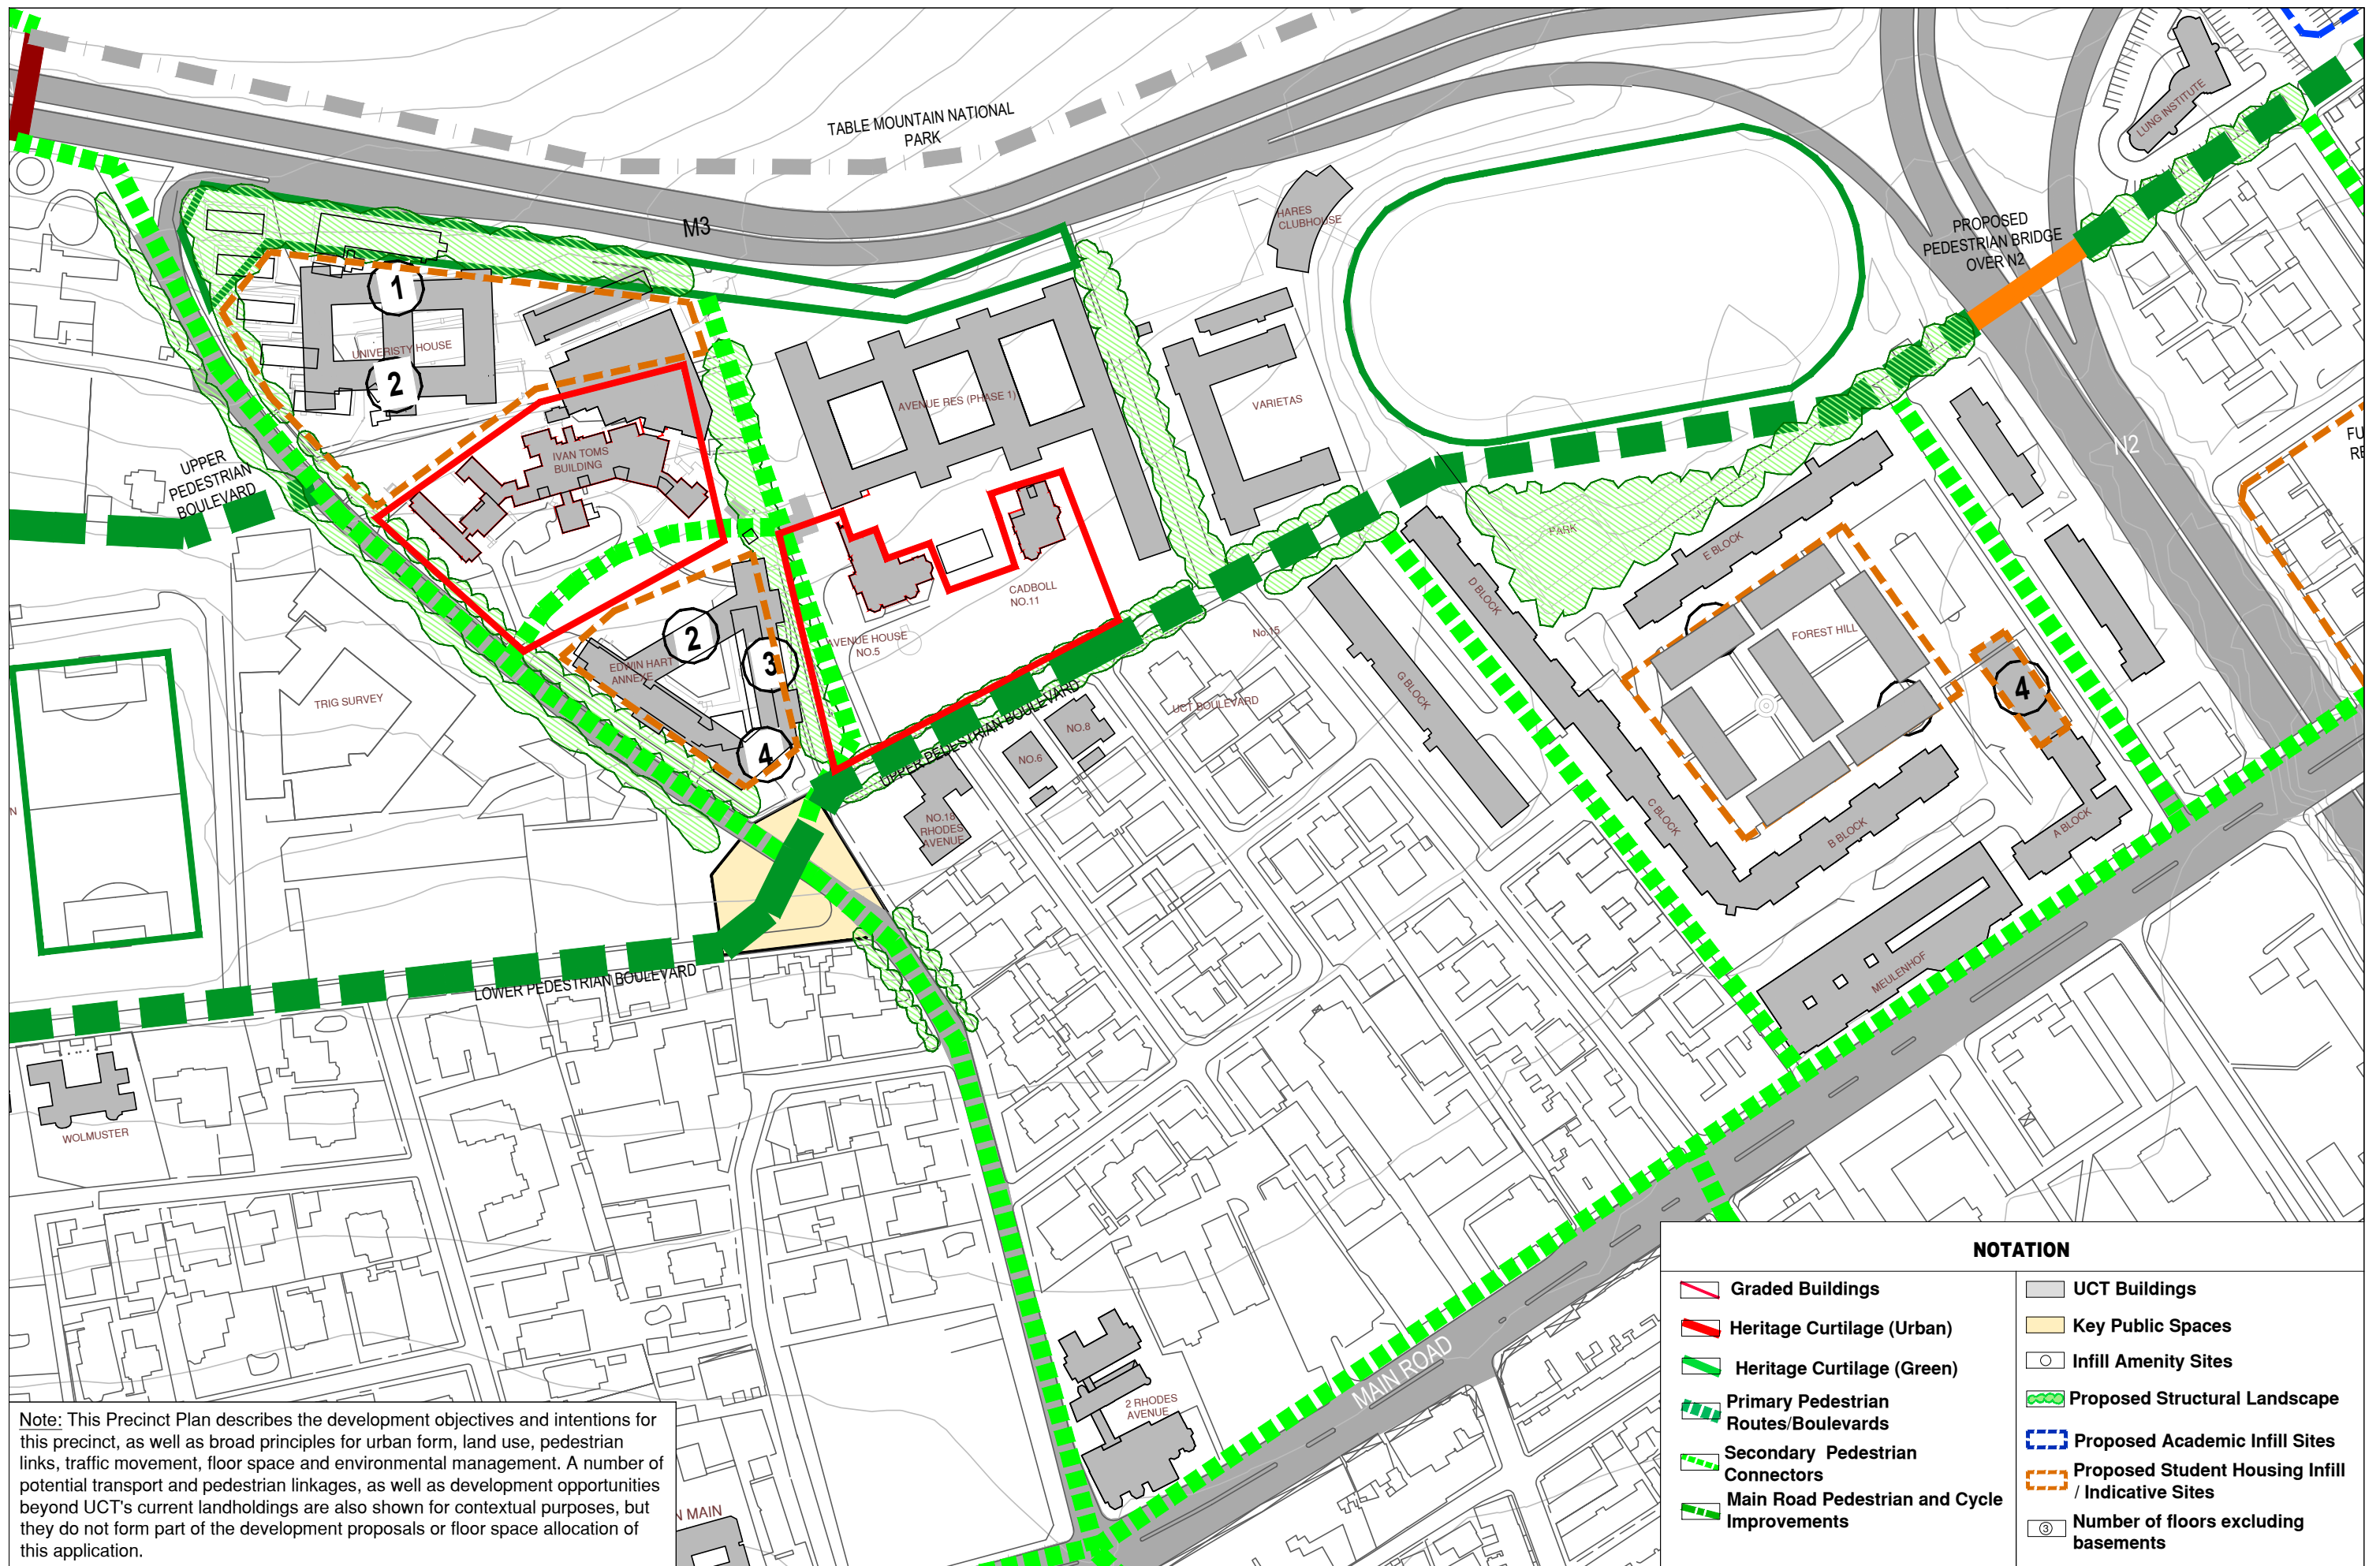 TABLE MOUNTAIN NATIONAL
PARK
LUNG INSTITUTE
M3
HARES
CLUBHOUSE
PROPOSED
PEDESTRIAN BRIDGE
OVER N2
1
UNIVERISTY HOUSE
2
AVENUE RES (PHASE 1)
VARIETAS
FU
RE
N2
UPPER
PEDESTRIAN
BOULEVARD
IVAN TOMS
BUILDING
PARK
E BLOCK
D BLOCK
CADBOLL
NO.11
AVENUE HOUSE
NO.5
No.15
FOREST HILL
2
3
EDWIN HART
ANNEXE
4
4
TRIG SURVEY
G BLOCK
UCT BOULEVARD
UPPER PEDESTRIAN BOULEVARD
NO.8
NO.6
NO.18
RHODES
AVENUE
C BLOCK
B BLOCK
A BLOCK
N
MEULENHOF
LOWER PEDESTRIAN BOULEVARD
WOLMUSTER
MAIN ROAD
2 RHODES
AVENUE
N MAIN
Note: This Precinct Plan describes the development objectives and intentions for
this precinct, as well as broad principles for urban form, land use, pedestrian
links, traffic movement, floor space and environmental management. A number of
potential transport and pedestrian linkages, as well as development opportunities
beyond UCT's current landholdings are also shown for contextual purposes, but
they do not form part of the development proposals or floor space allocation of
this application.
NOTATION
Graded Buildings
Heritage Curtilage (Urban)
Heritage Curtilage (Green)
Primary Pedestrian
Routes/Boulevards
Secondary Pedestrian
Connectors
Main Road Pedestrian and Cycle
Improvements
UCT Buildings
Key Public Spaces
Infill Amenity Sites
Proposed Structural Landscape
Proposed Academic Infill Sites
Proposed Student Housing Infill
/ Indicative Sites
3
Number of floors excluding
basements